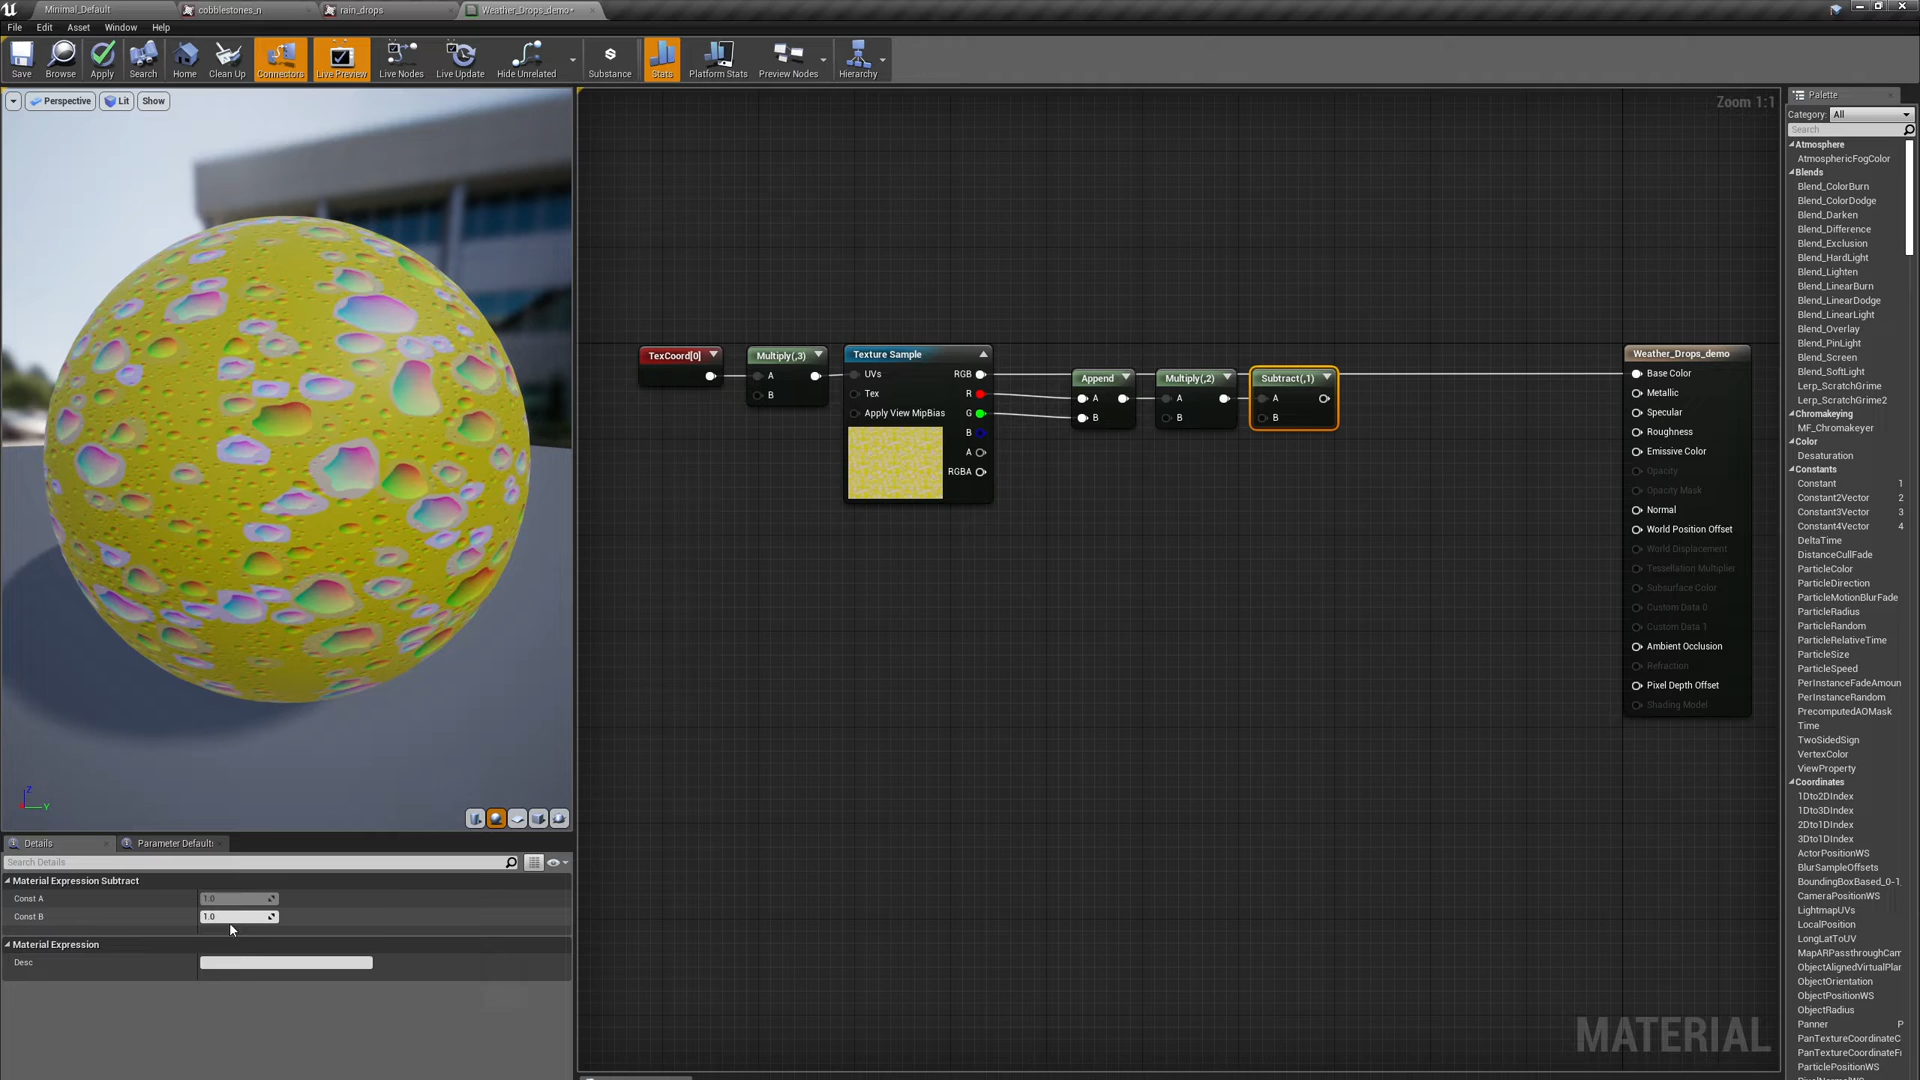 Minimal_Default
cobblestones_n
rain_drops
Weather_Drops_demo*
File Edit Asset Window Help
Save Browse Apply Search Home Clean Up Connectors Live Preview Live Nodes Live Update Hide Unrelated Substance Stats Platform Stats Preview Nodes Hierarchy
Perspective Lit Show
Zoom 1:1
TexCoord[0]
Multiply(,3)
A
B
Texture Sample
UVs
Tex
Apply View MipBias
RGB
R
G
B
A
RGBA
Append
A
B
Multiply(,2)
A
B
Subtract(,1)
A
B
Weather_Drops_demo
Base Color
Metallic
Specular
Roughness
Emissive Color
Opacity
Opacity Mask
Normal
World Position Offset
World Displacement
Tessellation Multiplier
Subsurface Color
Custom Data 0
Custom Data 1
Ambient Occlusion
Refraction
Pixel Depth Offset
Shading Model
MATERIAL
Z
Y
Details
Parameter Default
Search Details
Material Expression Subtract
Const A 1.0
Const B 1.0
Material Expression
Desc
Palette
Category: All
Search
Atmosphere
AtmosphericFogColor
Blends
Blend_ColorBurn
Blend_ColorDodge
Blend_Darken
Blend_Difference
Blend_Exclusion
Blend_HardLight
Blend_Lighten
Blend_LinearBurn
Blend_LinearDodge
Blend_LinearLight
Blend_Overlay
Blend_PinLight
Blend_Screen
Blend_SoftLight
Lerp_ScratchGrime
Lerp_ScratchGrime2
Chromakeying
MF_Chromakeyer
Color
Desaturation
Constants
Constant 1
Constant2Vector 2
Constant3Vector 3
Constant4Vector 4
DeltaTime
DistanceCullFade
ParticleColor
ParticleDirection
ParticleMotionBlurFade
ParticleRadius
ParticleRandom
ParticleRelativeTime
ParticleSize
ParticleSpeed
PerInstanceFadeAmoun
PerInstanceRandom
PrecomputedAOMask
Time
TwoSidedSign
VertexColor
ViewProperty
Coordinates
1Dto2DIndex
1Dto3DIndex
2Dto1DIndex
3Dto1DIndex
ActorPositionWS
BlurSampleOffsets
BoundingBoxBased_0-1
CameraPositionWS
LightmapUVs
LocalPosition
LongLatToUV
MapARPassthroughCam
ObjectAlignedVirtualPlar
ObjectOrientation
ObjectPositionWS
ObjectRadius
Panner P
PanTextureCoordinateC
PanTextureCoordinateFr
ParticlePositionWS